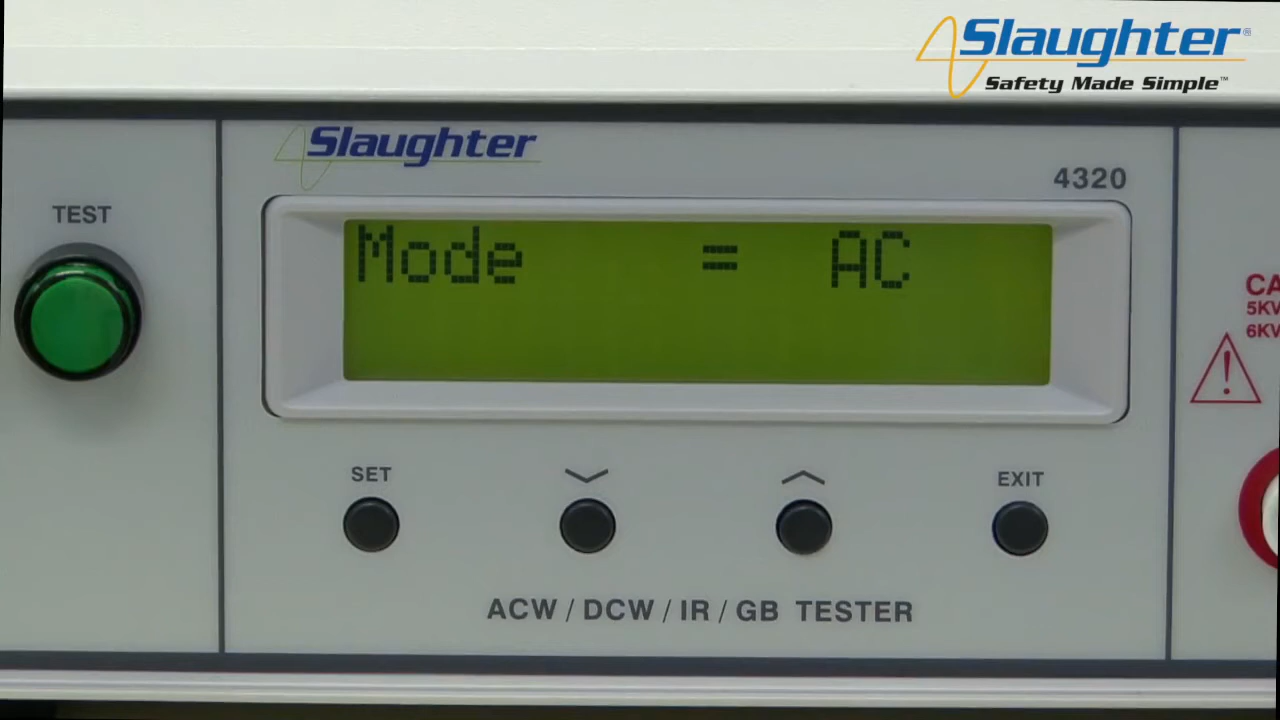 Slaughter®
Safety Made Simple™
Slaughter
4320
TEST
Mode = AC
SET
EXIT
ACW / DCW / IR / GB TESTER